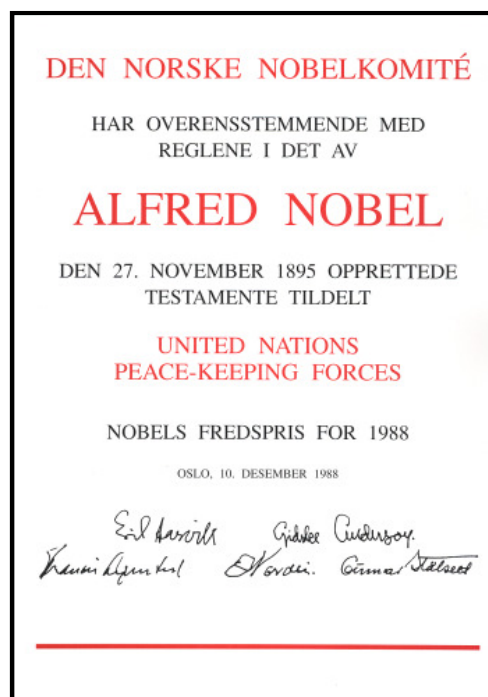 DEN NORSKE NOBELKOMITÉ
HAR OVERENSSTEMMENDE MED
REGLENE I DET AV
ALFRED NOBEL
DEN 27. NOVEMBER 1895 OPPRETTEDE
TESTAMENTE TILDELT
UNITED NATIONS
PEACE-KEEPING FORCES
NOBELS FREDSPRIS FOR 1988
OSLO, 10. DESEMBER 1988
Egil Aarvik Gidske Anderson.
Gunnar Stålsett